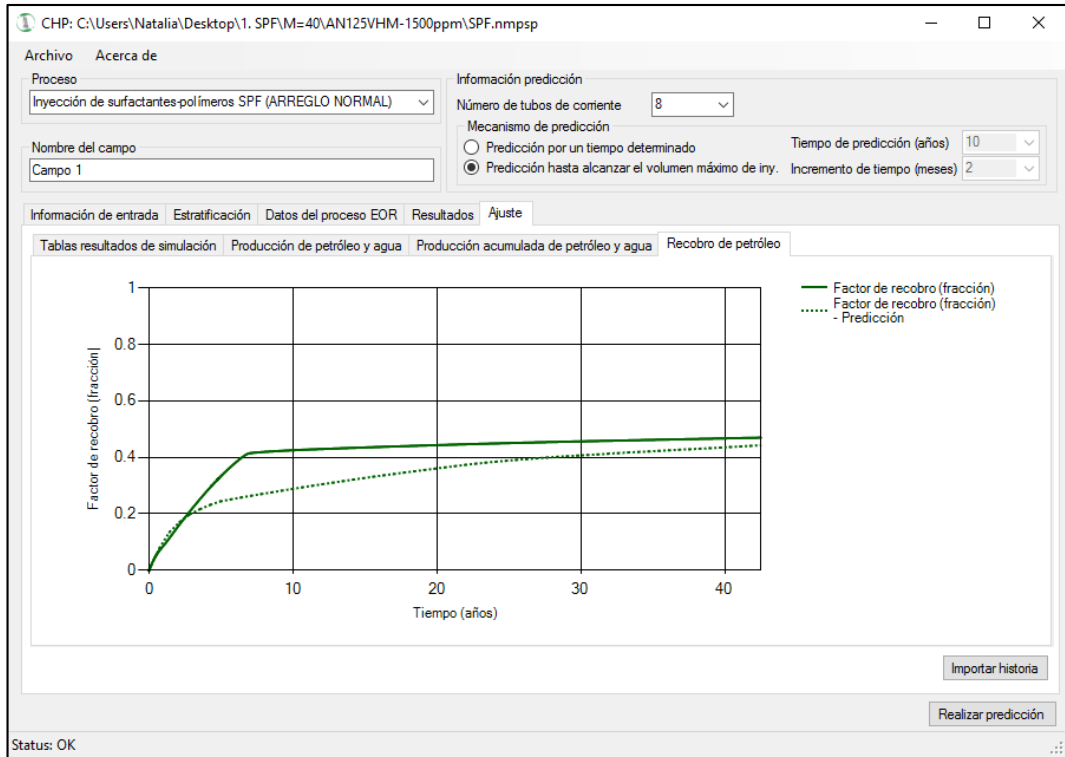 CHP: C:\Users\Natalia\Desktop\1. SPF\M=40\AN125VHM-1500ppm\SPF.nmpsp
Archivo Acerca de
Proceso
Inyección de surfactantes-polímeros SPF (ARREGLO NORMAL)
Nombre del campo
Campo 1
Información predicción
Número de tubos de corriente 8
Mecanismo de predicción
Predicción por un tiempo determinado
Predicción hasta alcanzar el volumen máximo de iny.
Tiempo de predicción (años) 10
Incremento de tiempo (meses) 2
Información de entrada Estratificación Datos del proceso EOR Resultados Ajuste
Tablas resultados de simulación Producción de petróleo y agua Producción acumulada de petróleo y agua Recobro de petróleo
Factor de recobro (fracción)
1
0.8
0.6
0.4
0.2
0
0 10 20 30 40
Tiempo (años)
Factor de recobro (fracción)
Factor de recobro (fracción)
- Predicción
Importar historia
Realizar predicción
Status: OK